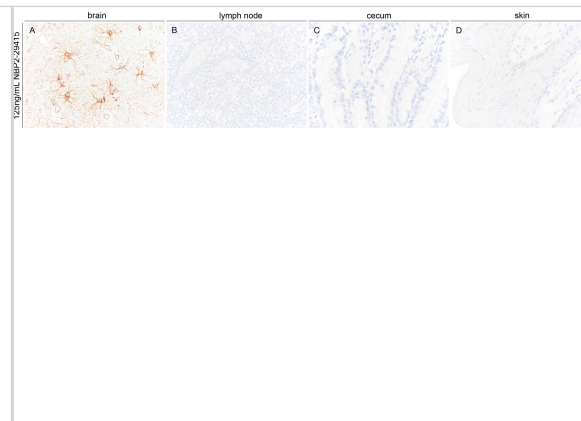 brain
lymph node
cecum
skin
125ng/mL NBP2-29415
A
B
C
D